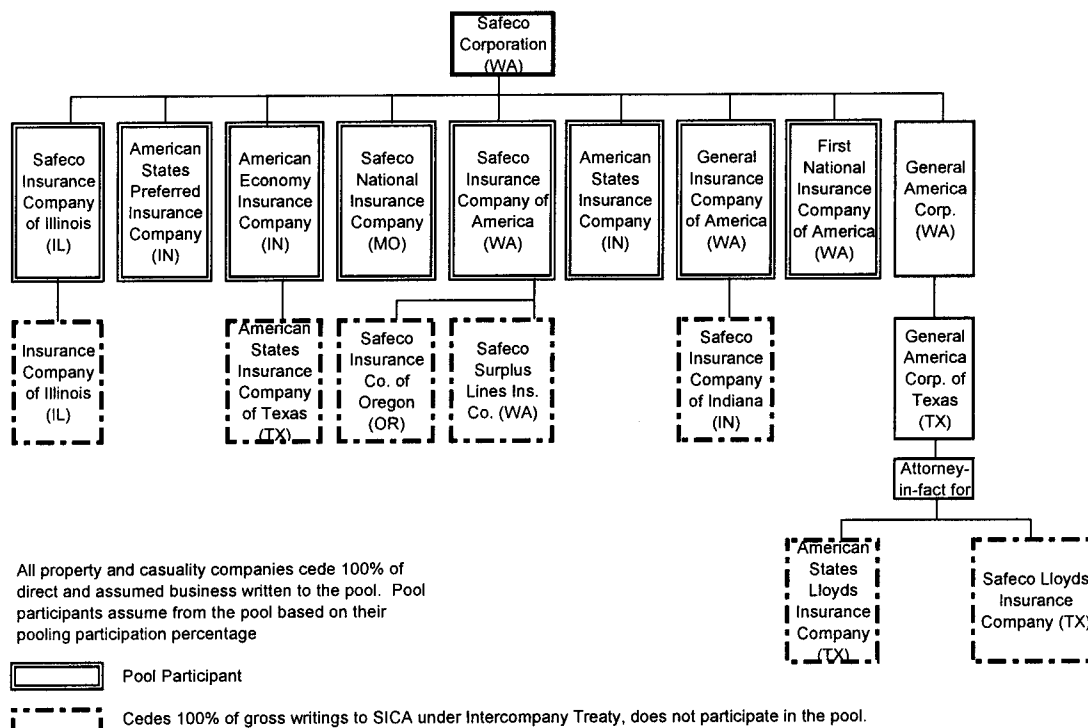 Safeco
Corporation
(WA)
Safeco
Insurance
Company
of Illinois
(IL)
American
States
Preferred
Insurance
Company
(IN)
American
Economy
Insurance
Company
(IN)
Safeco
National
Insurance
Company
(MO)
Safeco
Insurance
Company of
America
(WA)
American
States
Insurance
Company
(IN)
General
Insurance
Company
of America
(WA)
First
National
Insurance
Company
of America
(WA)
General
America
Corp.
(WA)
Insurance
Company
of Illinois
(IL)
American
States
Insurance
Company
of Texas
(TX)
Safeco
Insurance
Co. of
Oregon
(OR)
Safeco
Surplus
Lines Ins.
Co. (WA)
Safeco
Insurance
Company
of Indiana
(IN)
General
America
Corp. of
Texas
(TX)
Attorney-
in-fact for
American
States
Lloyds
Insurance
Company
(TX)
Safeco Lloyds
Insurance
Company (TX)
All property and casuality companies cede 100% of
direct and assumed business written to the pool. Pool
participants assume from the pool based on their
pooling participation percentage
Pool Participant
Cedes 100% of gross writings to SICA under Intercompany Treaty, does not participate in the pool.